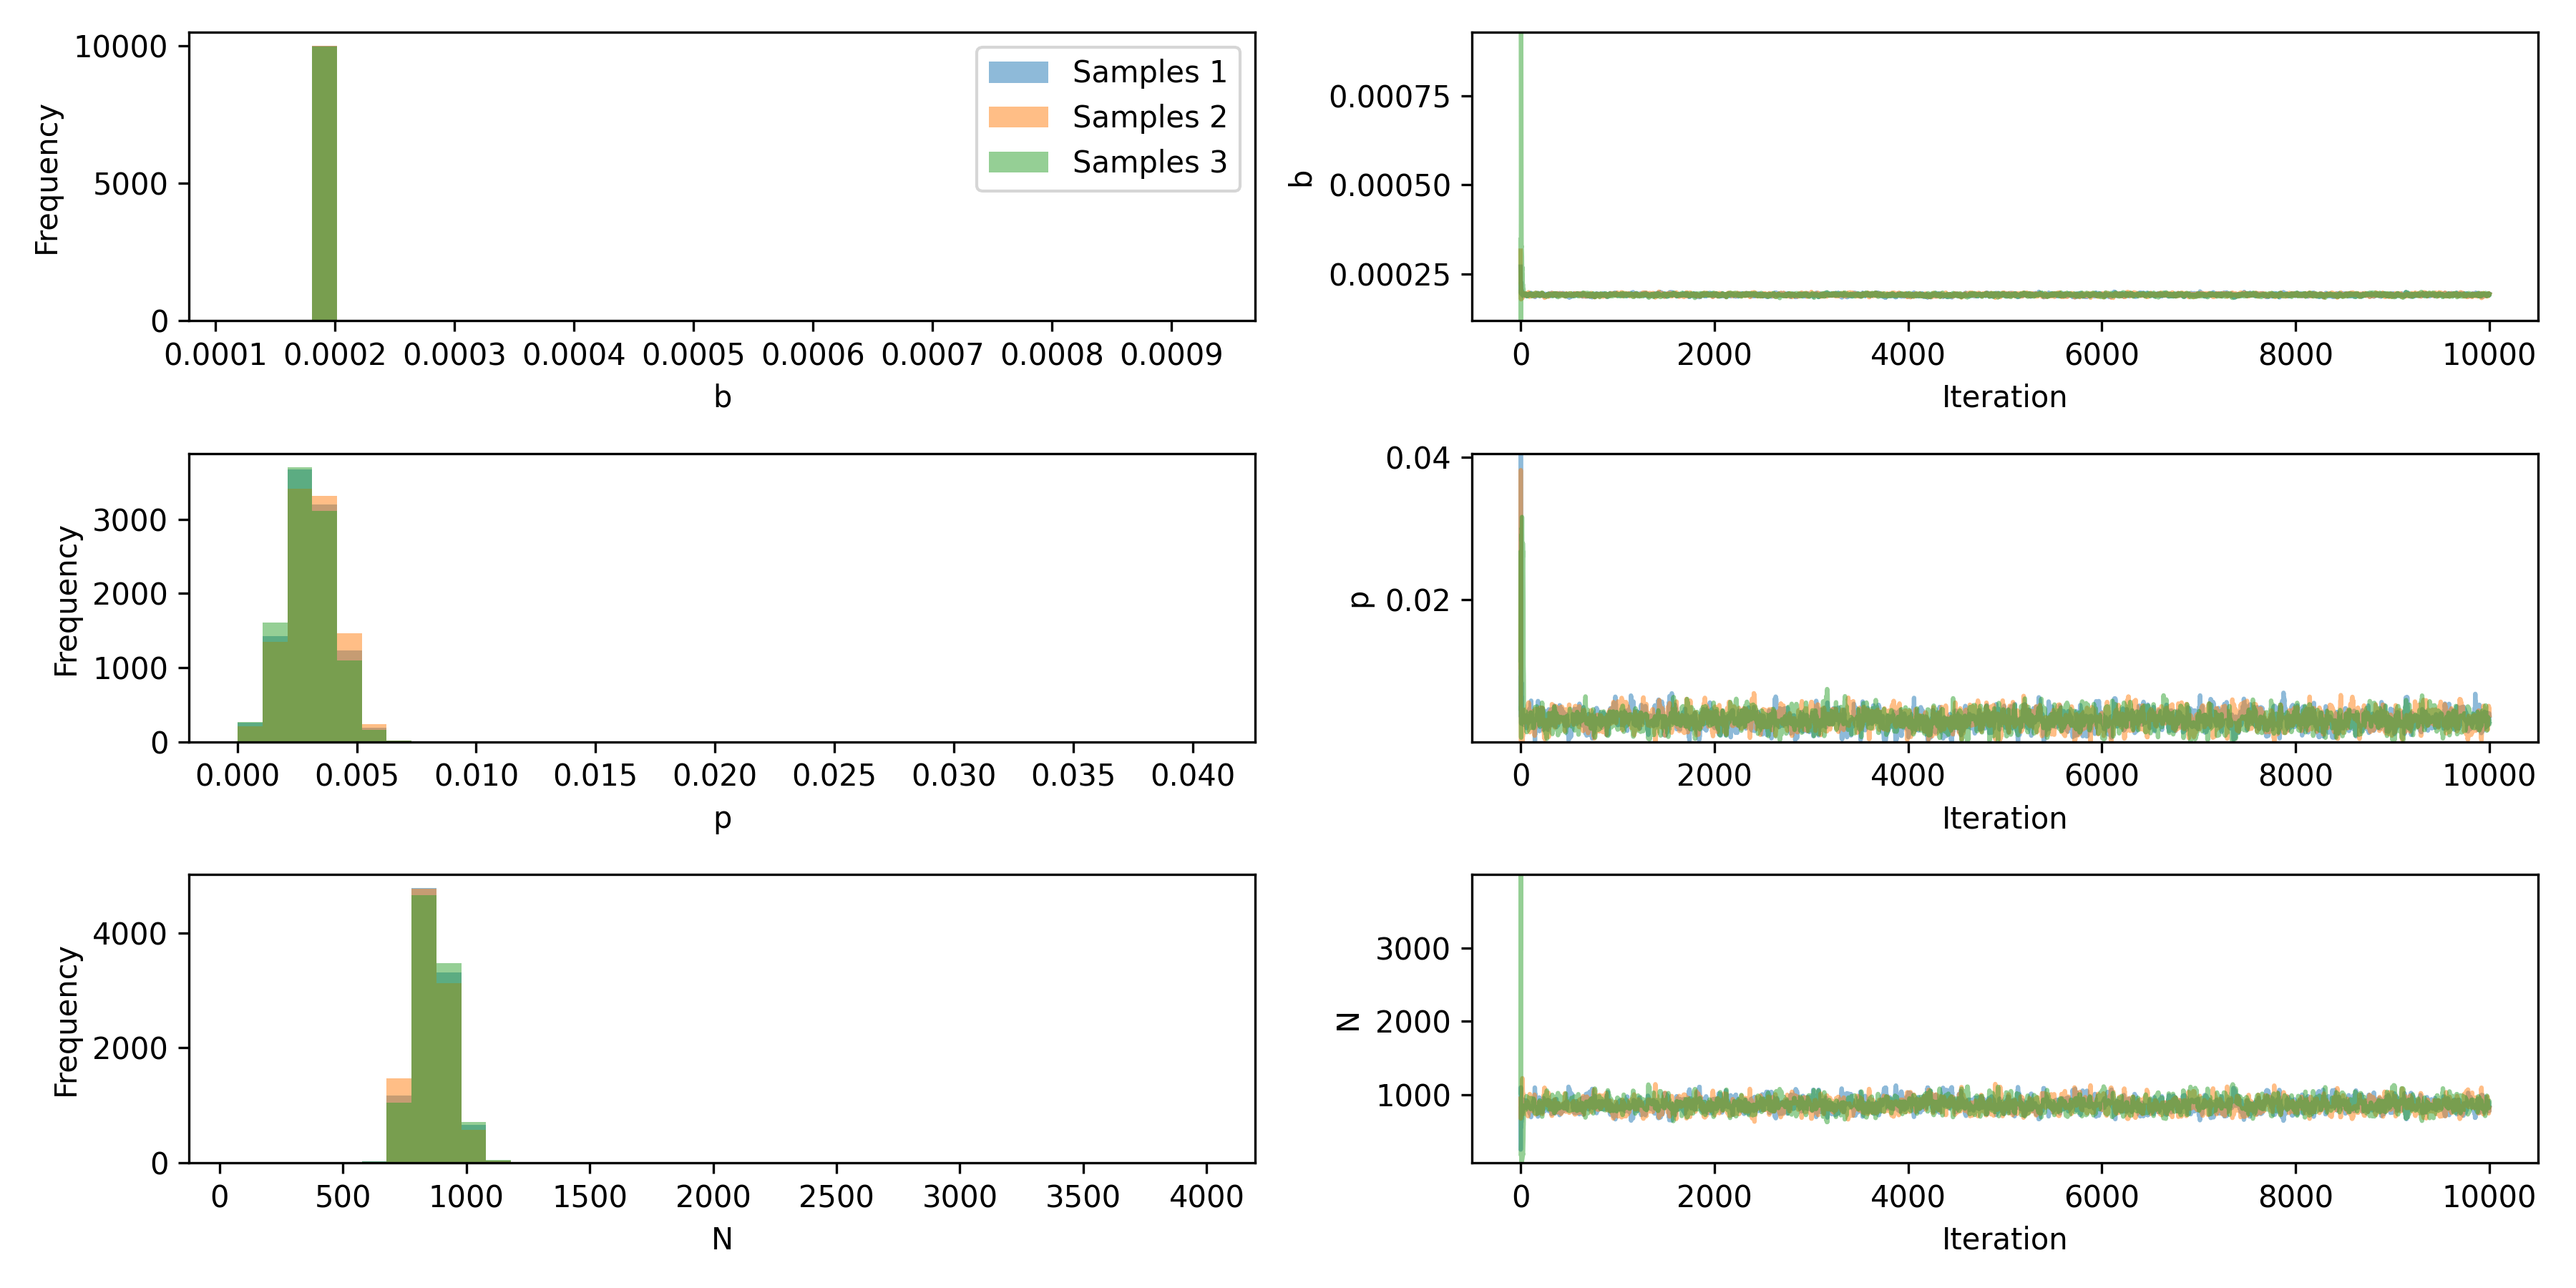 10000
5000
0
Frequency
Samples 1
Samples 2
Samples 3
0.0001 0.0002 0.0003 0.0004 0.0005 0.0006 0.0007 0.0008 0.0009
b
0.00075
0.00050
0.00025
b
0 2000 4000 6000 8000 10000
Iteration
3000
2000
1000
0
Frequency
0.000 0.005 0.010 0.015 0.020 0.025 0.030 0.035 0.040
p
0.04
0.02
p
0 2000 4000 6000 8000 10000
Iteration
4000
2000
0
Frequency
0 500 1000 1500 2000 2500 3000 3500 4000
N
3000
2000
1000
N
0 2000 4000 6000 8000 10000
Iteration